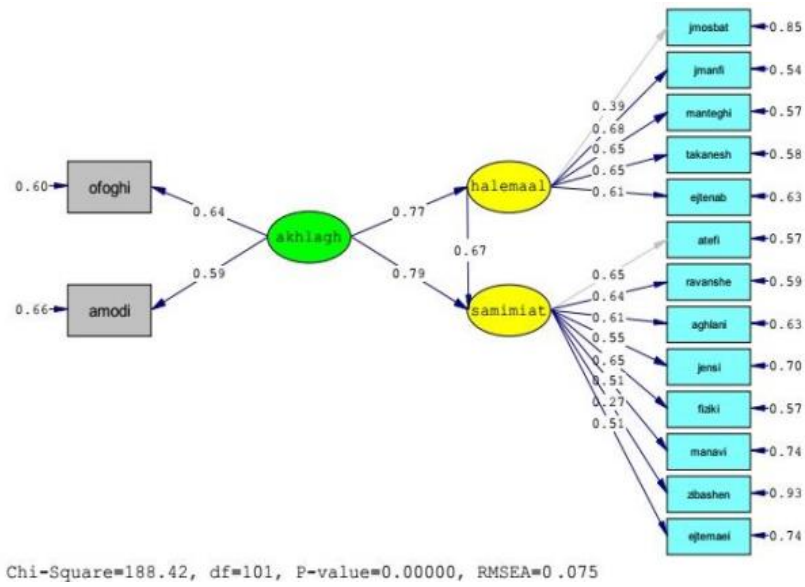 jmosbat
0.85
jmanfi
0.54
0.39
manteghi
0.57
0.68
0.65
takanesh
0.58
0.65
0.60
ofoghi
halemaal
0.61
ejtenab
0.63
0.64
0.77
akhlagh
0.67
atefi
0.57
0.59
0.79
0.65
ravanshe
0.59
0.64
0.66
amodi
samimiat
0.61
aghlani
0.63
0.55
jensi
0.70
0.65
0.51
fiziki
0.57
0.27
0.51
manavi
0.74
zibashen
0.93
ejtemaei
0.74
Chi-Square=188.42, df=101, P-value=0.00000, RMSEA=0.075